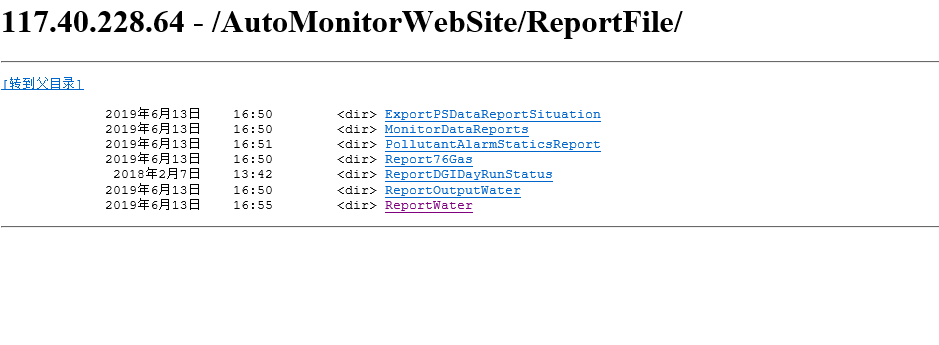 117.40.228.64 - /AutoMonitorWebSite/ReportFile/
[转到父目录]
2019年6月13日 16:50 <dir> ExportPSDataReportSituation
2019年6月13日 16:50 <dir> MonitorDataReports
2019年6月13日 16:51 <dir> PollutantAlarmStaticsReport
2019年6月13日 16:50 <dir> Report76Gas
2018年2月7日 13:42 <dir> ReportDGIDayRunStatus
2019年6月13日 16:50 <dir> ReportOutputWater
2019年6月13日 16:55 <dir> ReportWater